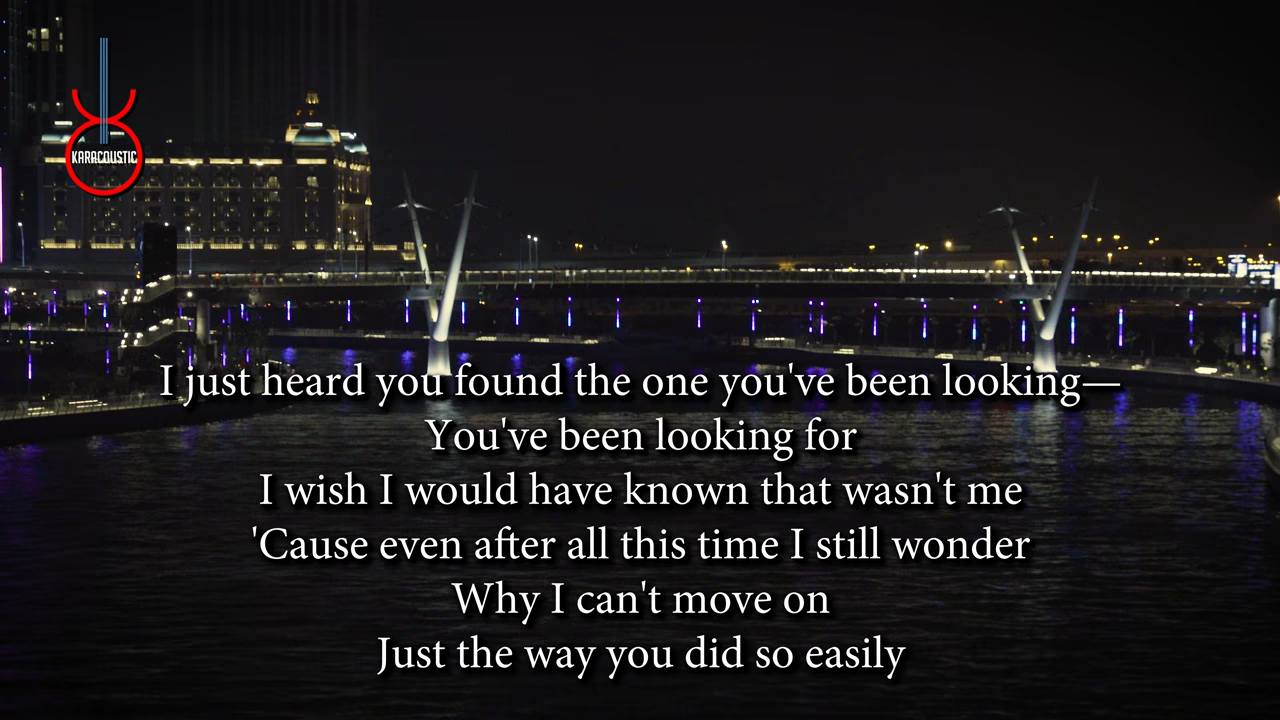 KARACOUSTIC
I just heard you found the one you've been looking—
You've been looking for
I wish I would have known that wasn't me
'Cause even after all this time I still wonder
Why I can't move on
Just the way you did so easily